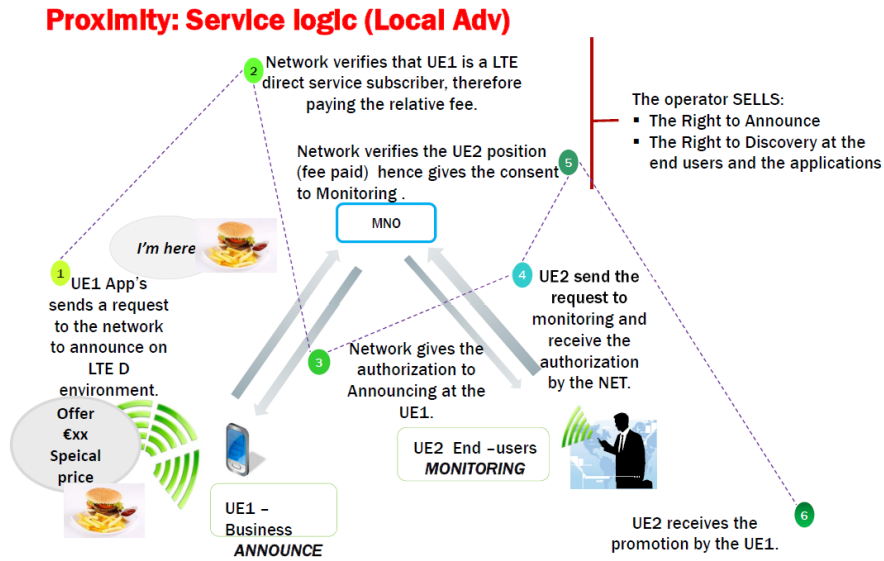 Proximity: Service logic (Local Adv)
2
Network verifies that UE1 is a LTE
direct service subscriber, therefore
paying the relative fee.
The operator SELLS:
▪ The Right to Announce
▪ The Right to Discovery at the
end users and the applications
Network verifies the UE2 position
(fee paid) hence gives the consent
to Monitoring .
5
MNO
I'm here
1
UE1 App's
sends a request
to the network
to announce on
LTE D
environment.
4
UE2 send the
request to
monitoring and
receive the
authorization
by the NET.
3
Network gives the
authorization to
Announcing at the
UE1.
Offer
€xx
Speical
price
UE1 –
Business
ANNOUNCE
UE2 End –users
MONITORING
6
UE2 receives the
promotion by the UE1.